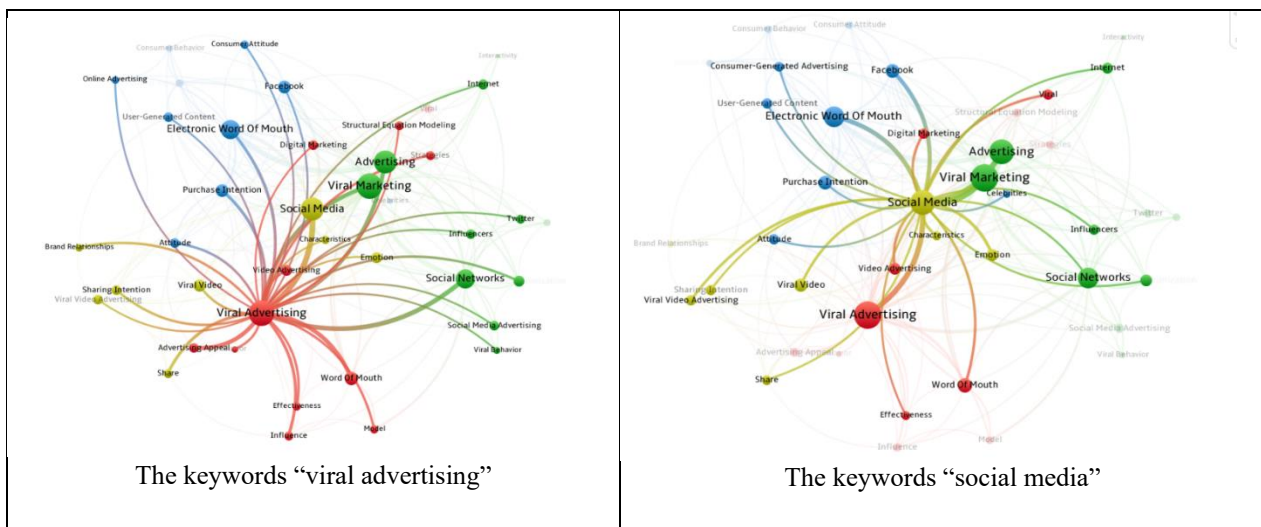 Consumer Behavior
Consumer Attitude
Interactivity
Online Advertising
Facebook
Internet
User-Generated Content
Viral
Electronic Word Of Mouth
Structural Equation Modeling
Digital Marketing
Strategies
Advertising
Viral Marketing
Purchase Intention
Celebrities
Social Media
Twitter
Influencers
Characteristics
Attitude
Brand Relationships
Emotion
Video Advertising
Social Networks
Sharing Intention
Viral Video
Viral Video Advertising
Viral Advertising
Social Media Advertising
Viral Behavior
Advertising Appeal
Share
Word Of Mouth
Effectiveness
Model
Influence
The keywords “viral advertising”
Consumer Behavior
Consumer Attitude
Interactivity
Consumer-Generated Advertising
Facebook
Internet
Viral
User-Generated Content
Structural Equation Modeling
Electronic Word Of Mouth
Digital Marketing
Strategies
Advertising
Viral Marketing
Purchase Intention
Celebrities
Social Media
Twitter
Influencers
Characteristics
Attitude
Brand Relationships
Emotion
Video Advertising
Social Networks
Viral Video
Sharing Intention
Viral Video Advertising
Viral Advertising
Social Media Advertising
Advertising Appeal
Viral Behavior
Share
Word Of Mouth
Effectiveness
Model
Influence
The keywords “social media”